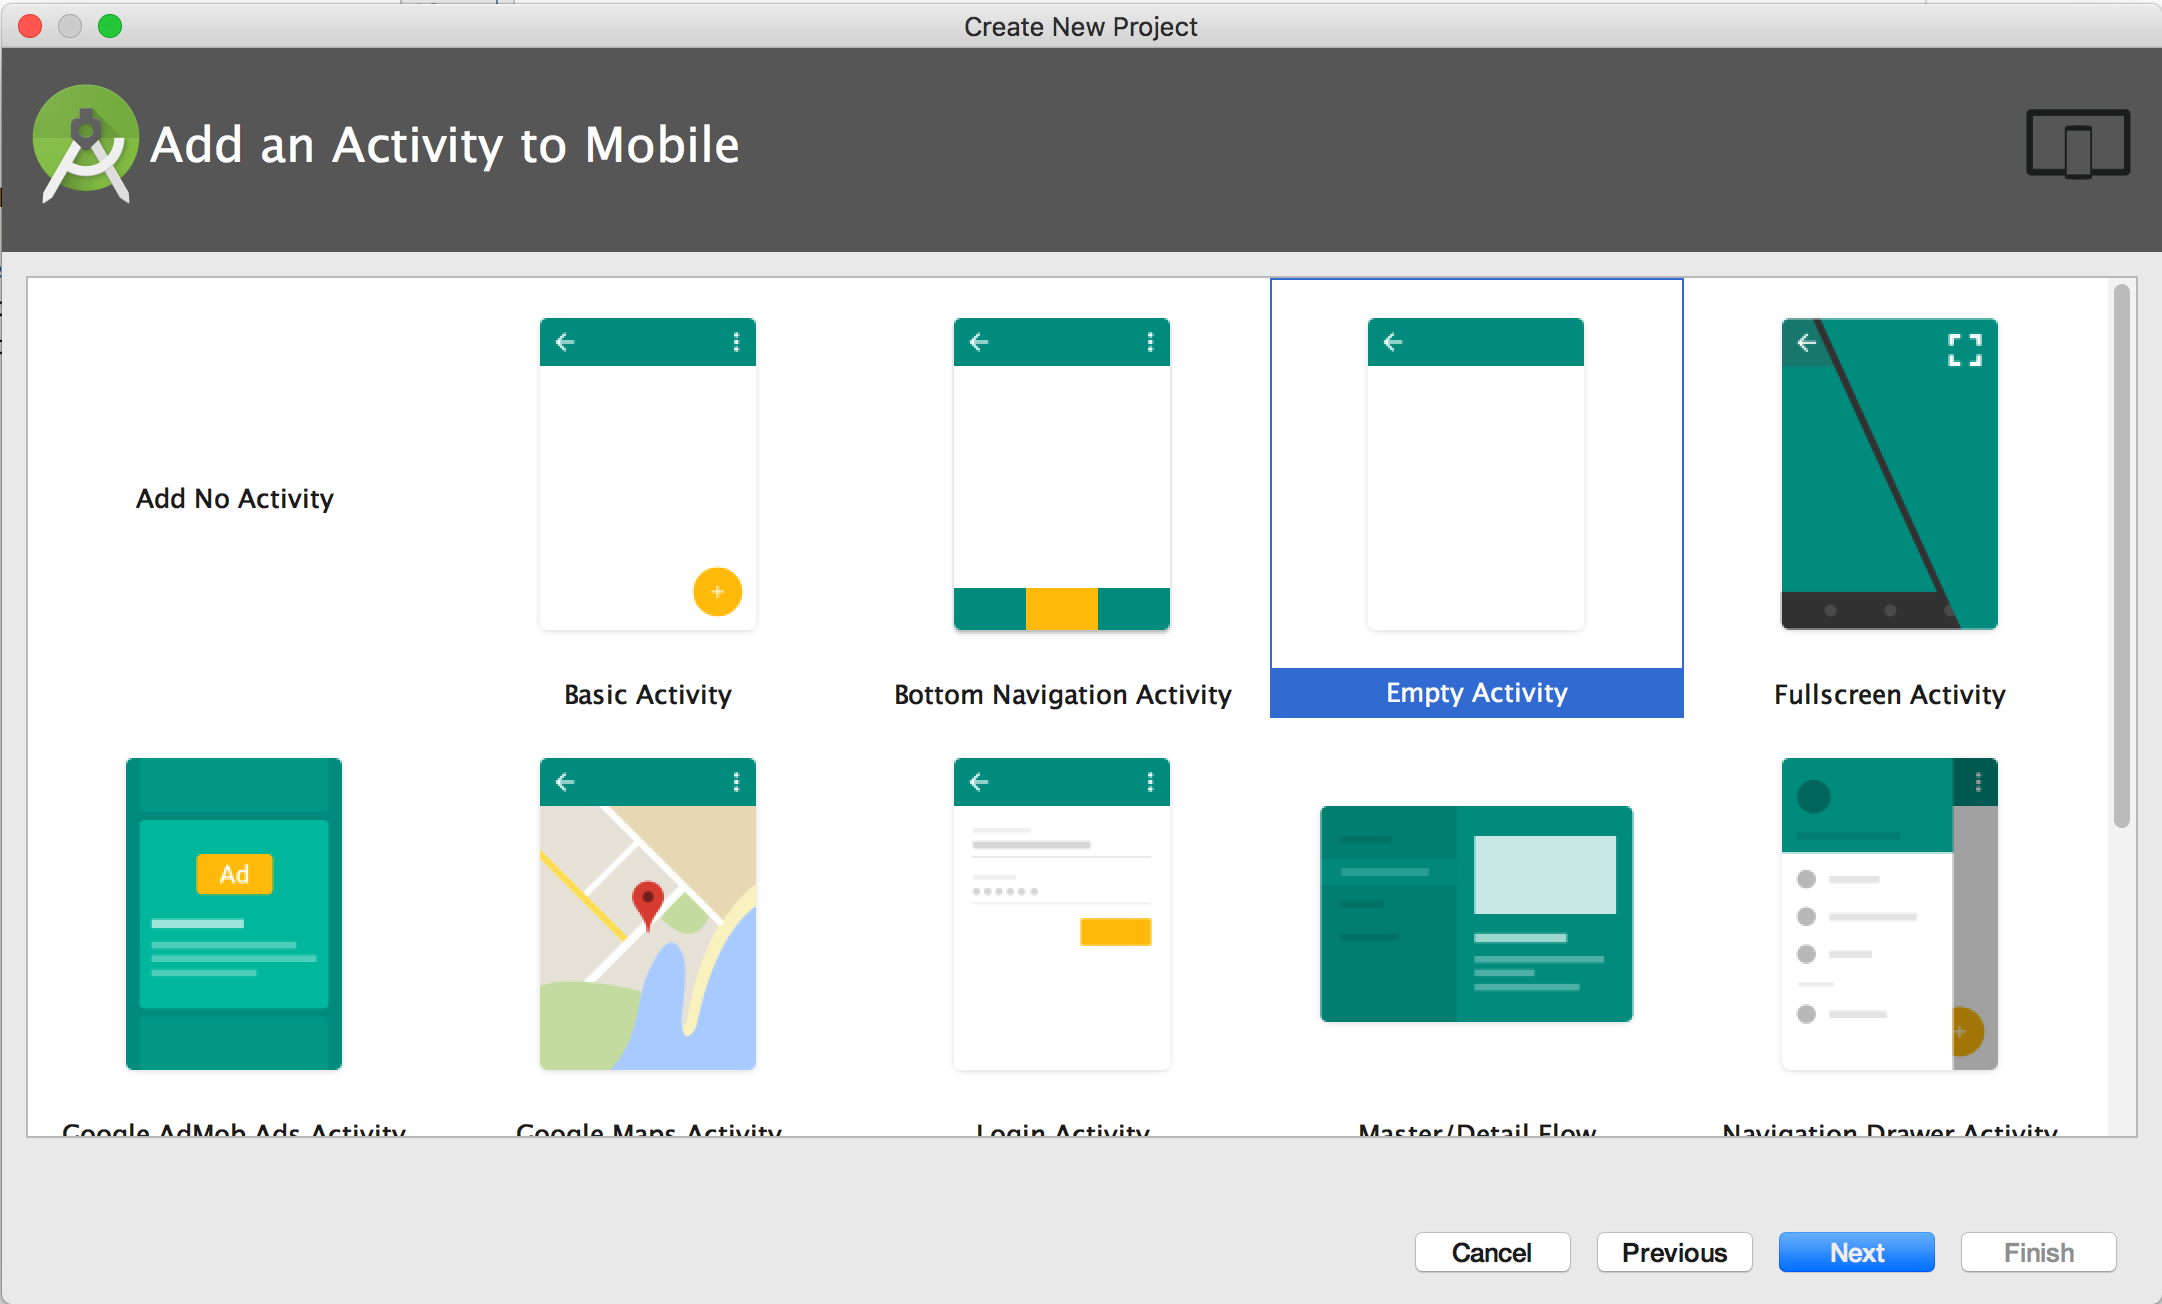 Create New Project
Add an Activity to Mobile
Add No Activity
Basic Activity
Bottom Navigation Activity
Empty Activity
Fullscreen Activity
Ad
Google AdMob Ads Activity
Google Maps Activity
Login Activity
Master/Detail Flow
Navigation Drawer Activity
Cancel
Previous
Next
Finish